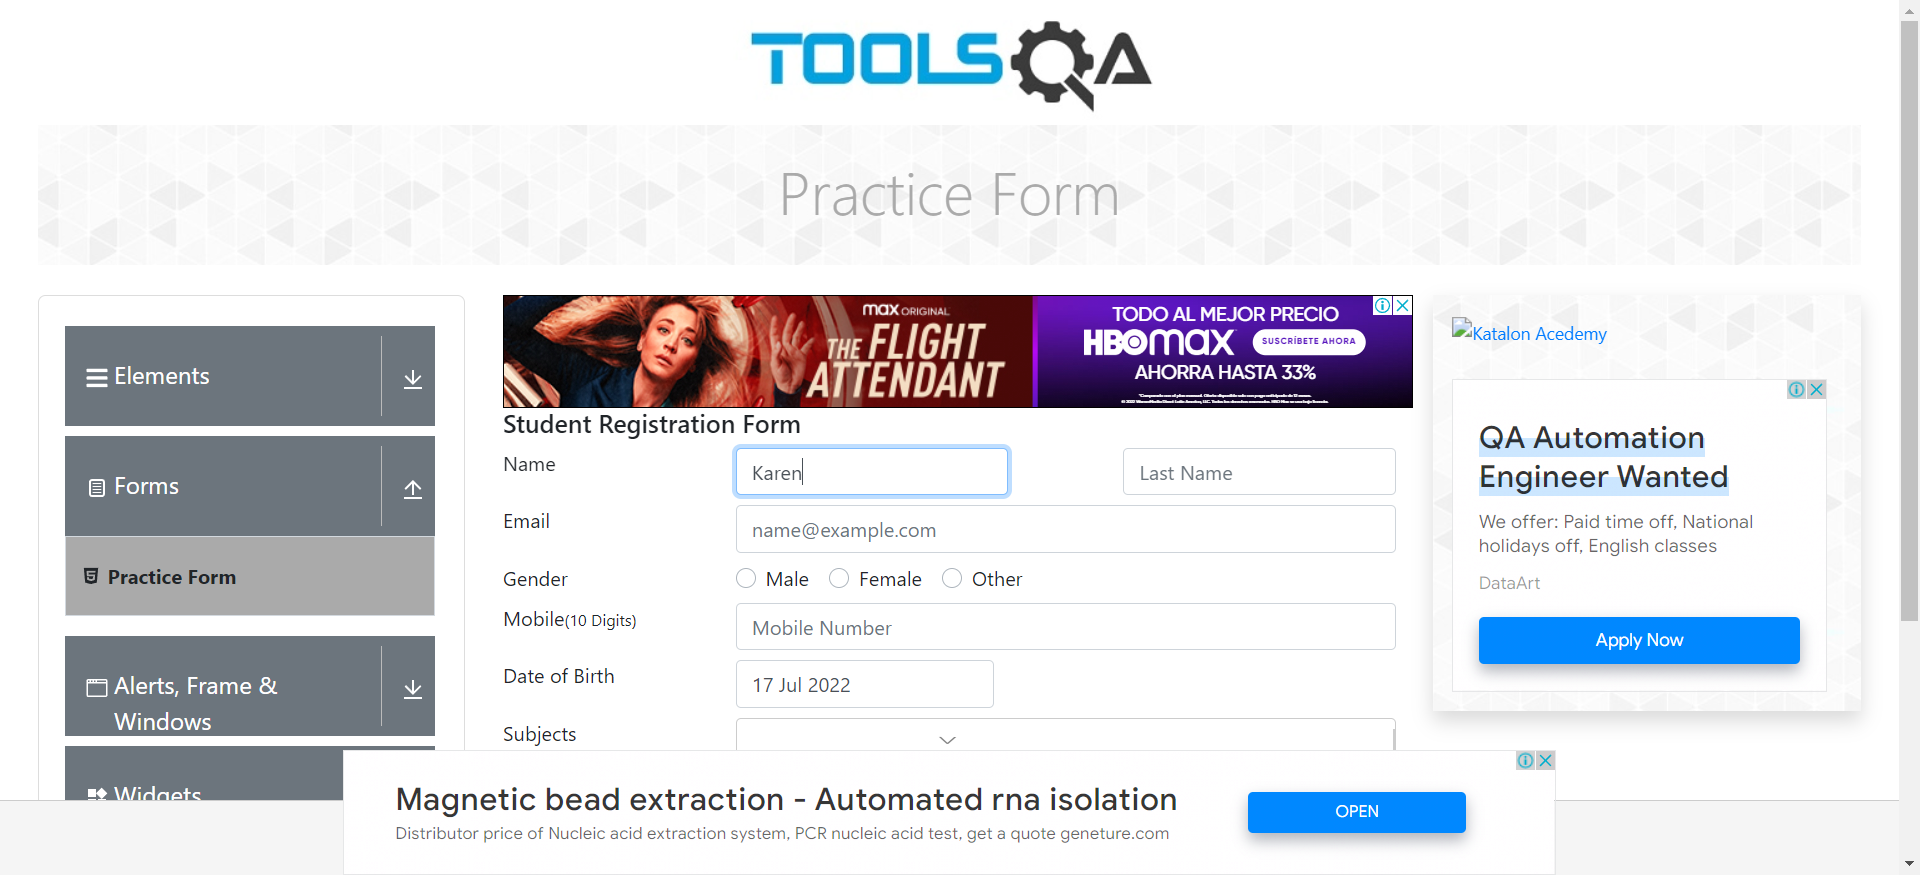 TOOLSQA
Practice Form
Elements
Forms
Practice Form
Alerts, Frame &
Windows
Widgets
max ORIGINAL
THE FLIGHT
ATTENDANT
TODO AL MEJOR PRECIO
HBOmax
SUSCRÍBETE AHORA
AHORRA HASTA 33%
Student Registration Form
Name
Karen
Last Name
Email
name@example.com
Gender
Male
Female
Other
Mobile(10 Digits)
Mobile Number
Date of Birth
17 Jul 2022
Subjects
Katalon Acedemy
QA Automation
Engineer Wanted
We offer: Paid time off, National
holidays off, English classes
DataArt
Apply Now
Magnetic bead extraction - Automated rna isolation
Distributor price of Nucleic acid extraction system, PCR nucleic acid test, get a quote geneture.com
OPEN